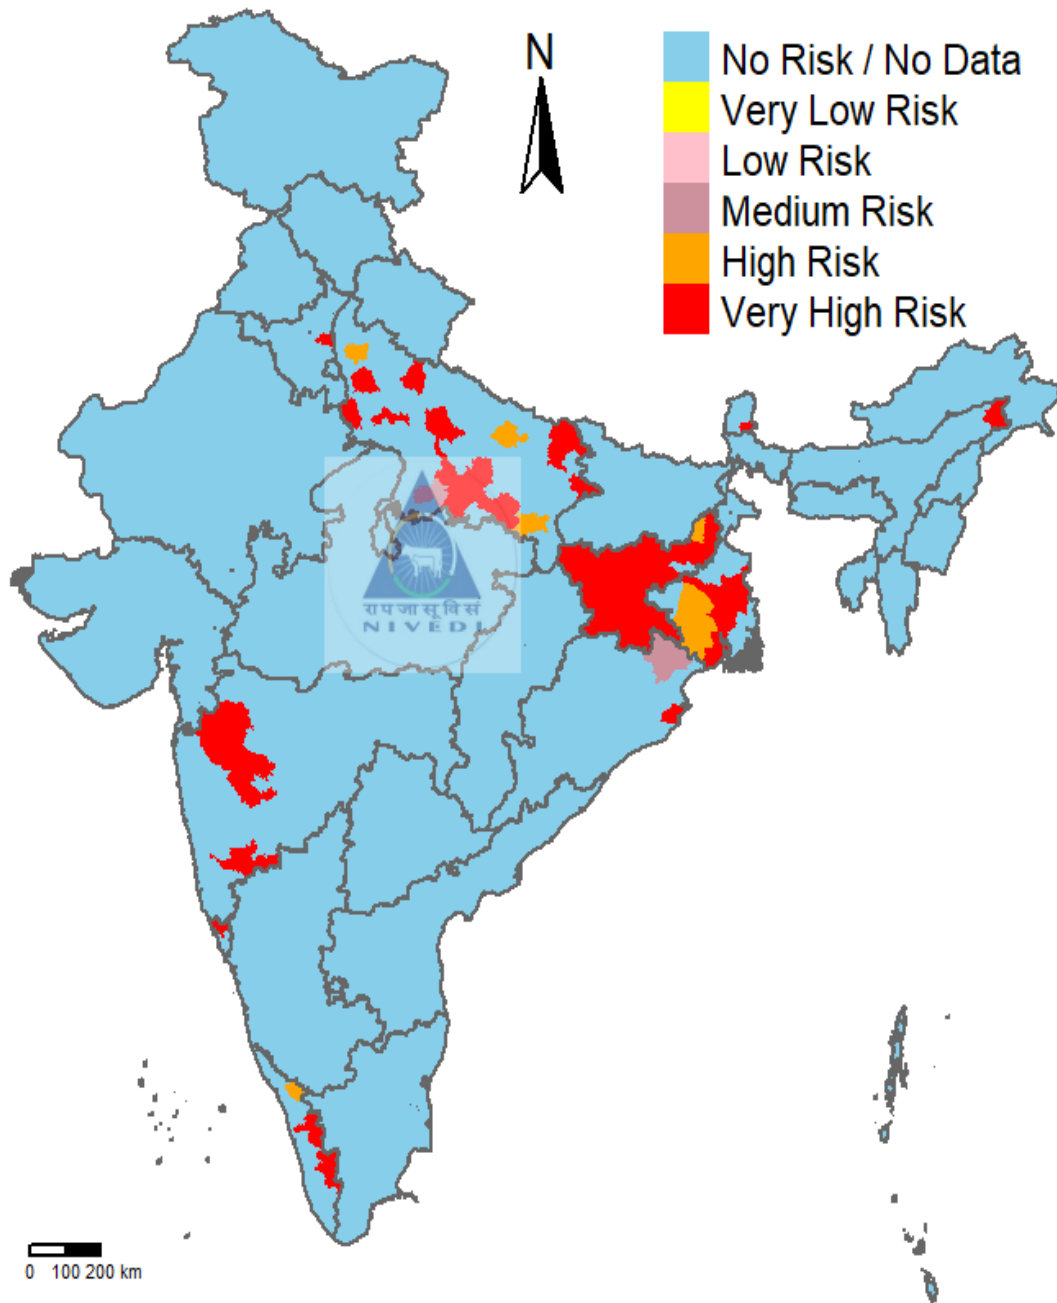 N
No Risk / No Data
Very Low Risk
Low Risk
Medium Risk
High Risk
Very High Risk
रा प जा सू वि सं
NIVEDI
0 100 200 km